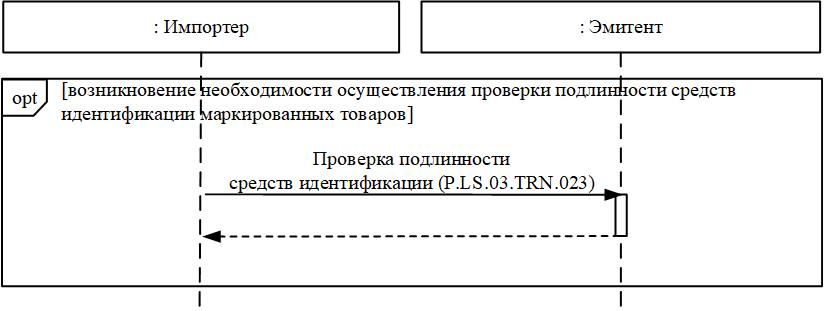 : Импортер
: Эмитент
opt
[возникновение необходимости осуществления проверки подлинности средств
идентификации маркированных товаров]
Проверка подлинности
средств идентификации (P.LS.03.TRN.023)